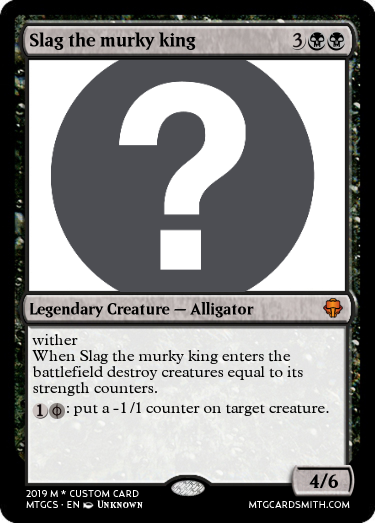 Slag the murky king 3
?
Legendary Creature — Alligator
wither
When Slag the murky king enters the
battlefield destroy creatures equal to its
strength counters.
1 : put a -1/1 counter on target creature.
4/6
2019 M * CUSTOM CARD
MTGCS · EN UNKNOWN
MTGCARDSMITH.COM